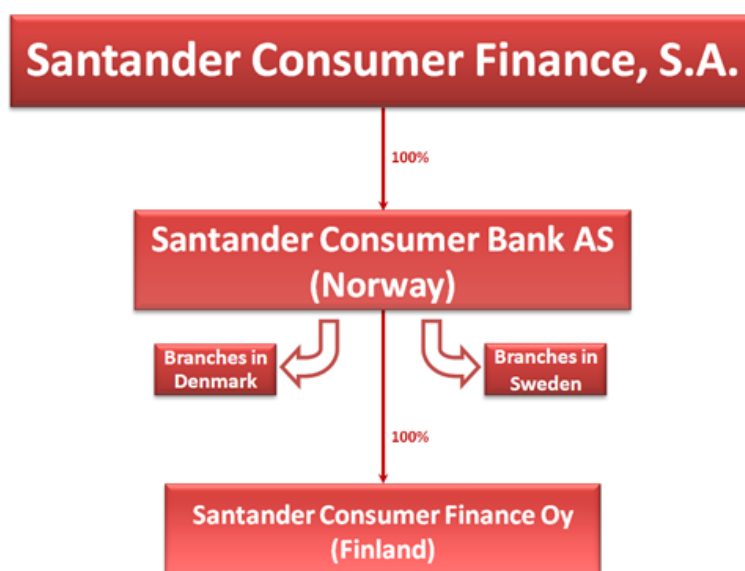 Santander Consumer Finance, S.A.
100%
Santander Consumer Bank AS
(Norway)
Branches in
Denmark
Branches in
Sweden
100%
Santander Consumer Finance Oy
(Finland)